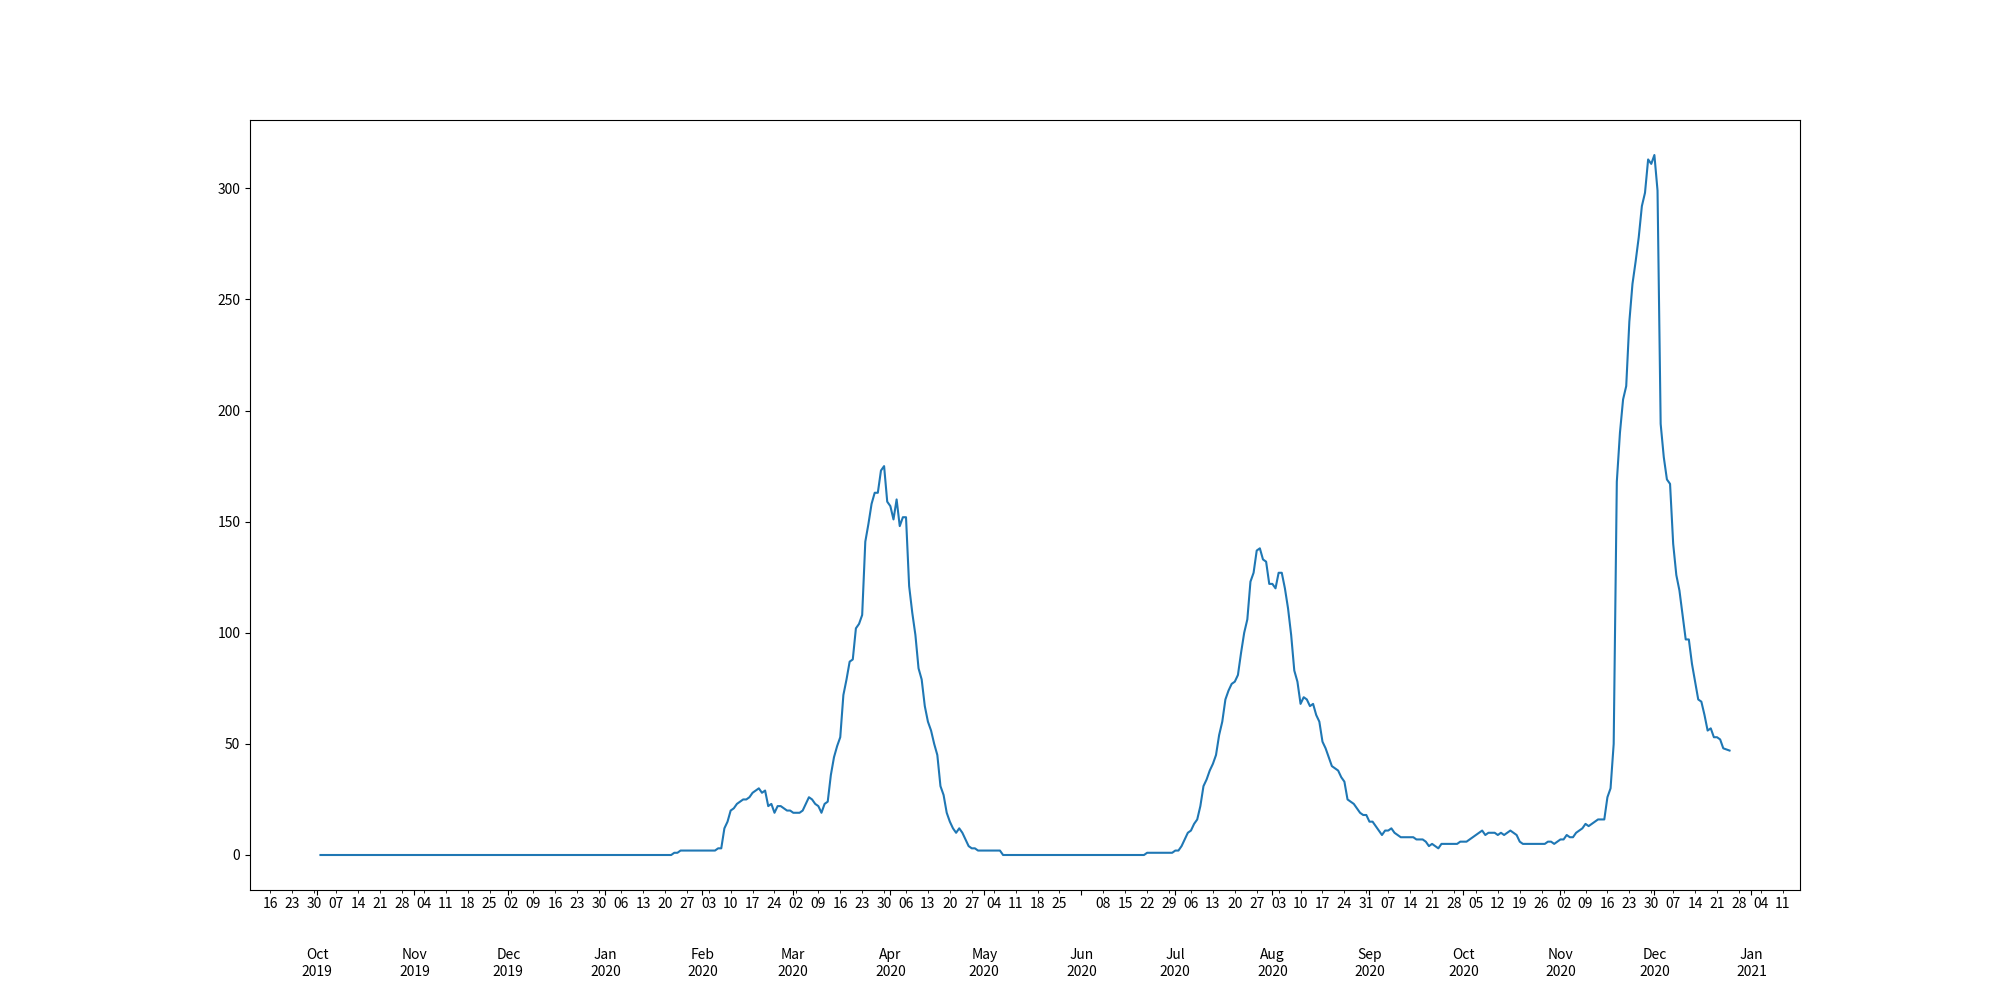 300
250
200
150
100
50
0
16 23 30 07 14 21 28 04 11 18 25 02 09 16 23 30 06 13 20 27 03 10 17 24 02 09 16 23 30 06 13 20 27 04 11 18 25 08 15 22 29 06 13 20 27 03 10 17 24 31 07 14 21 28 05 12 19 26 02 09 16 23 30 07 14 21 28 04 11
Oct Nov Dec Jan Feb Mar Apr May Jun Jul Aug Sep Oct Nov Dec Jan
2019 2019 2019 2020 2020 2020 2020 2020 2020 2020 2020 2020 2020 2020 2020 2021